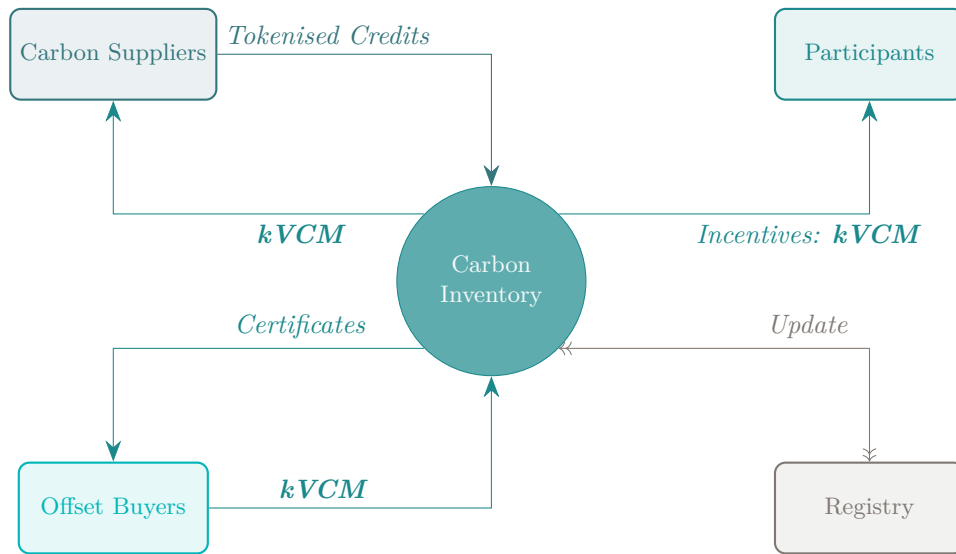 Tokenised Credits
Carbon Suppliers
Participants
kVCM
Incentives: kVCM
Carbon
Inventory
Certificates
Update
kVCM
Offset Buyers
Registry